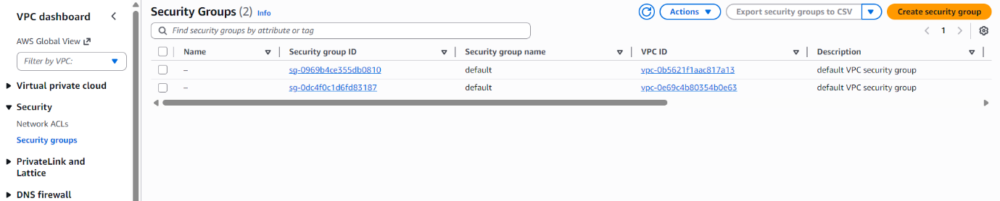 VPC dashboard
AWS Global View
Filter by VPC:
Virtual private cloud
Security
Network ACLs
Security groups
PrivateLink and
Lattice
DNS firewall
Security Groups (2) Info
Actions
Export security groups to CSV
Create security group
Find security groups by attribute or tag
1
Name Security group ID Security group name VPC ID Description
– sg-0969b4ce355db0810 default vpc-0b5621f1aac817a13 default VPC security group
– sg-0dc4f0c1d6fd83187 default vpc-0e69c4b80354b0e63 default VPC security group